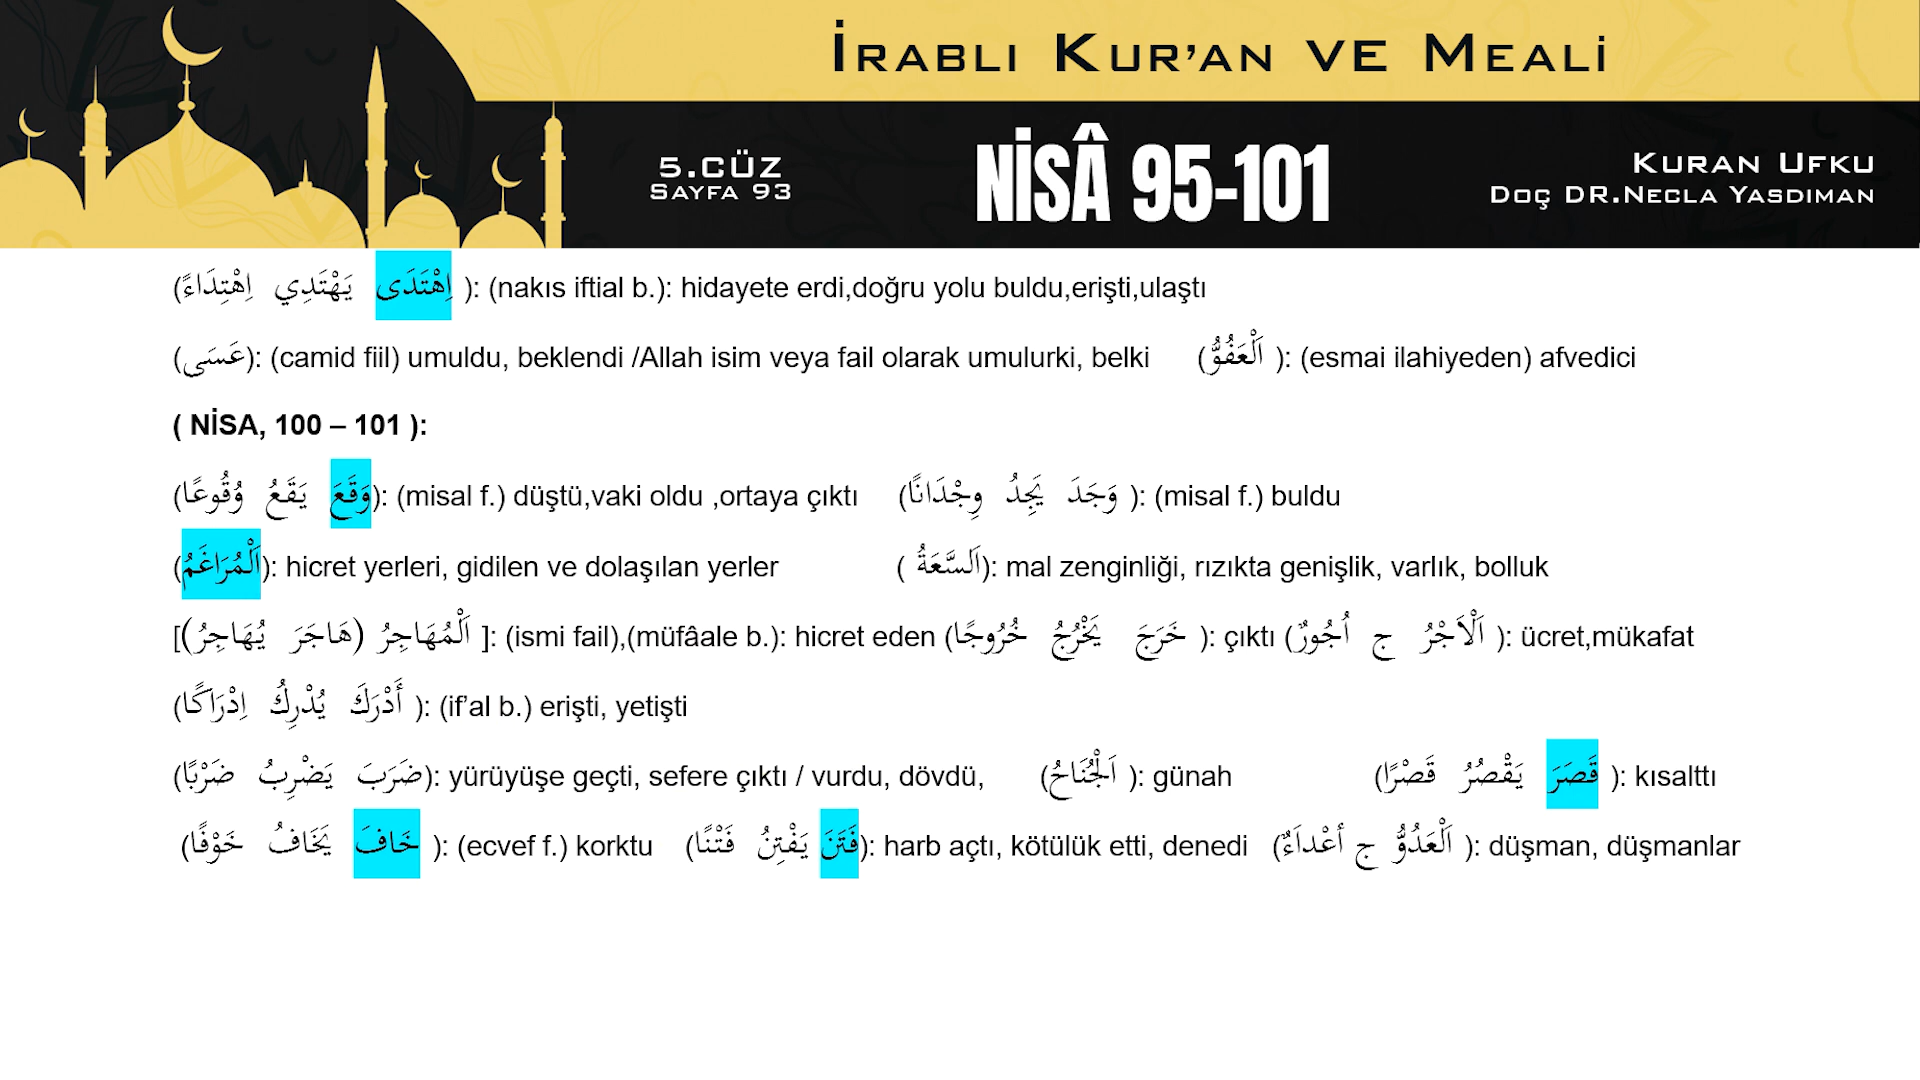 İRABLI KUR’AN VE MEALİ
5.CÜZ
SAYFA 93
NİSÂ 95-101
KURAN UFKU
DOÇ DR.NECLA YASDIMAN
(اِهْتَدَى يَهْتَدِي اِهْتِدَاءً ): (nakıs iftial b.): hidayete erdi,doğru yolu buldu,erişti,ulaştı
(عَسَى): (camid fiil) umuldu, beklendi /Allah isim veya fail olarak umulurki, belki (اَلْعَفُوُّ ): (esmai ilahiyeden) afvedici
( NİSA, 100 – 101 ):
(وَقَعَ يَقَعُ وُقُوعًا): (misal f.) düştü,vaki oldu ,ortaya çıktı (وَجَدَ يَجِدُ وِجْدَانًا ): (misal f.) buldu
(اَلْمُرَاغَمُ): hicret yerleri, gidilen ve dolaşılan yerler ( اَلسَّعَةُ): mal zenginliği, rızıkta genişlik, varlık, bolluk
[اَلْمُهَاجِرُ (هَاجَرَ يُهَاجِرُ) ]: (ismi fail),(müfâale b.): hicret eden (خَرَجَ يَخْرُجُ خُرُوجًا ): çıktı (اَلْاَجْرُ ج اُجُورٌ ): ücret,mükafat
(أَدْرَكَ يُدْرِكُ اِدْرَاكًا ): (if’al b.) erişti, yetişti
(ضَرَبَ يَضْرِبُ ضَرْبًا): yürüyüşe geçti, sefere çıktı / vurdu, dövdü, (اَلْجُنَاحُ ): günah (قَصَرَ يَقْصُرُ قَصْرًا ): kısalttı
(خَافَ يَخَافُ خَوْفًا ): (ecvef f.) korktu (فَتَنَ يَفْتِنُ فَتْنًا): harb açtı, kötülük etti, denedi (اَلْعَدُوُّ ج أعْداَءٌ ): düşman, düşmanlar